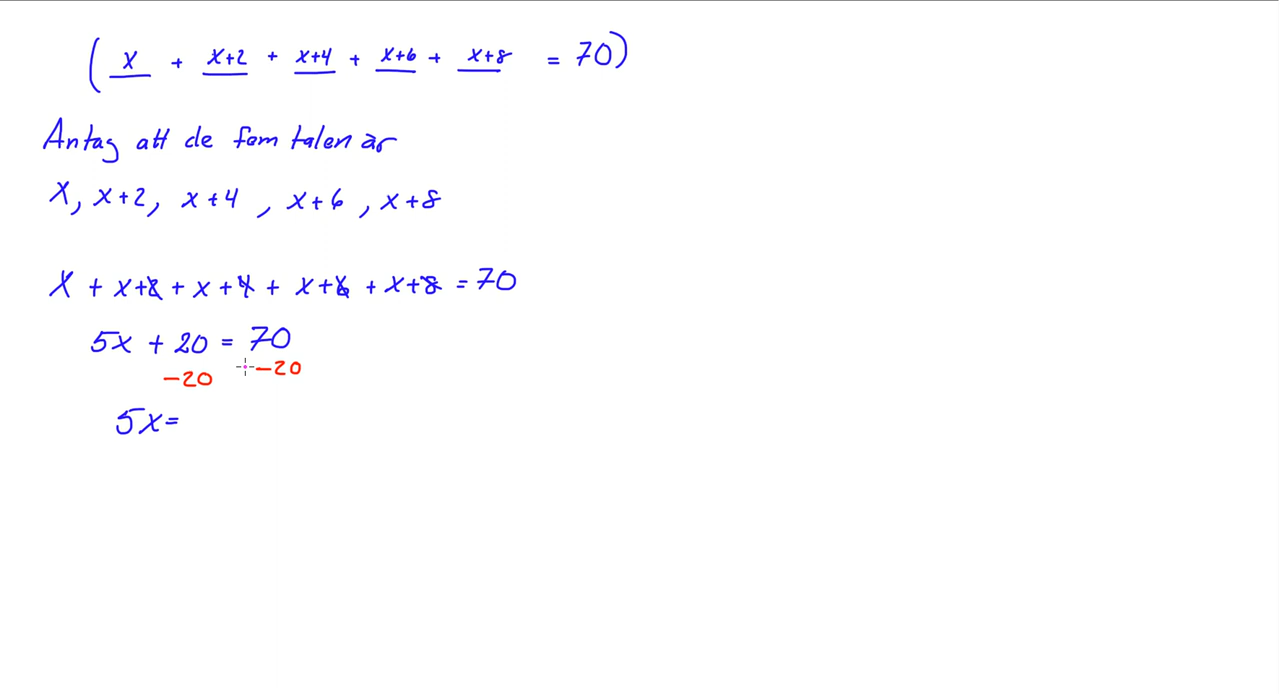 ( x + x+2 + x+4 + x+6 + x+8 = 70)
Antag att de fem talen är
x, x+2, x+4, x+6, x+8
x + x+2 + x+4 + x+6 + x+8 = 70
5x + 20 = 70
-20 -20
5x=